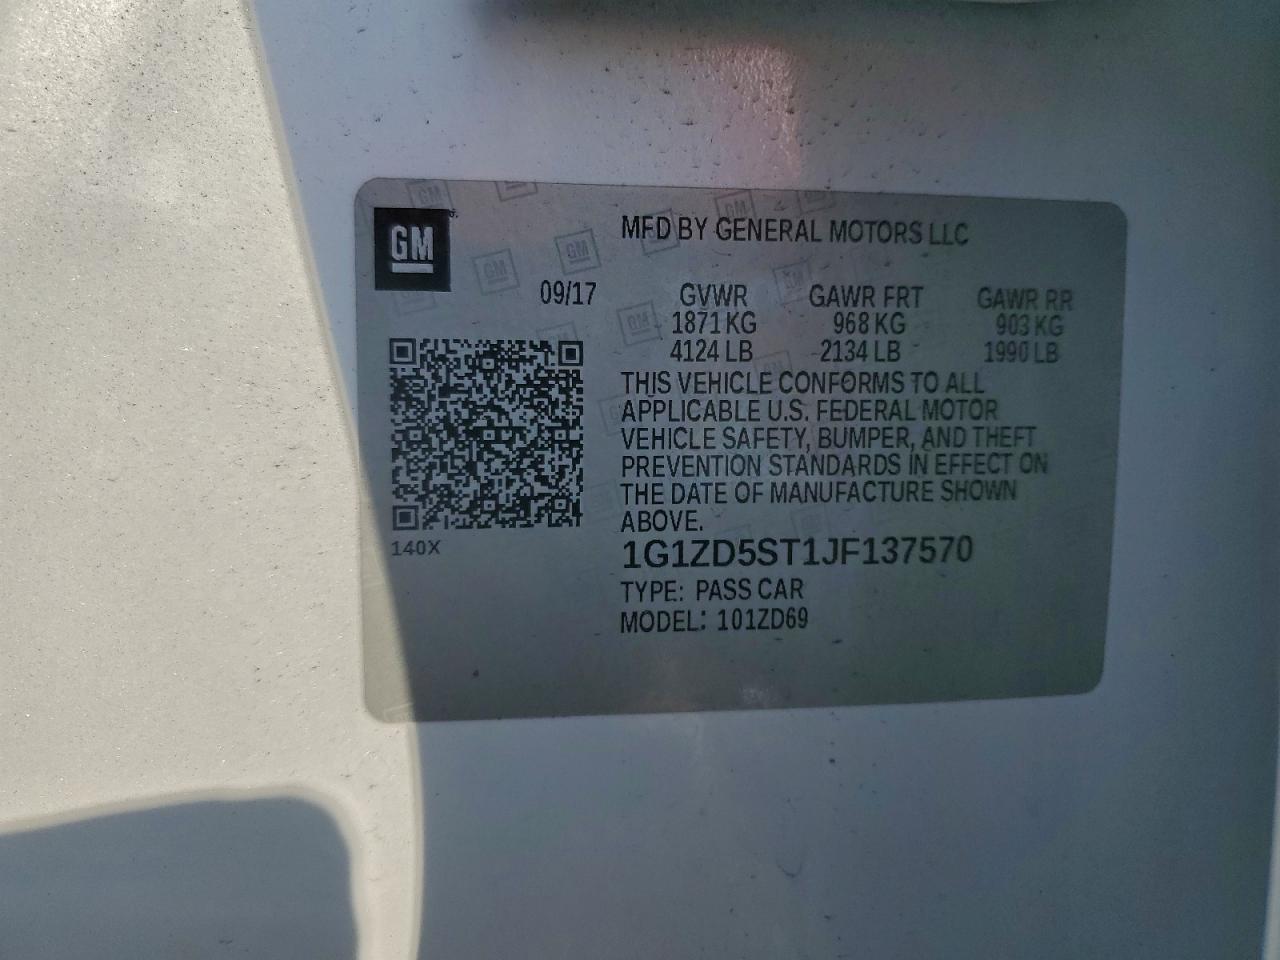 GM
MFD BY GENERAL MOTORS LLC
09/17 GVWR GAWR FRT GAWR RR
1871 KG 968 KG 903 KG
4124 LB 2134 LB 1990 LB
THIS VEHICLE CONFORMS TO ALL
APPLICABLE U.S. FEDERAL MOTOR
VEHICLE SAFETY, BUMPER, AND THEFT
PREVENTION STANDARDS IN EFFECT ON
THE DATE OF MANUFACTURE SHOWN
ABOVE.
140X
1G1ZD5ST1JF137570
TYPE: PASS CAR
MODEL: 101ZD69